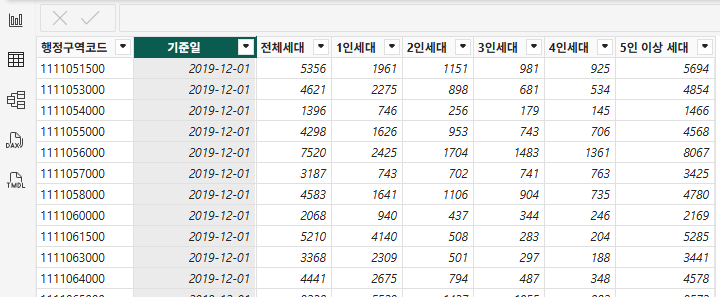 행정구역코드 기준일 전체세대 1인세대 2인세대 3인세대 4인세대 5인 이상 세대
1111051500 2019-12-01 5356 1961 1151 981 925 5694
1111053000 2019-12-01 4621 2275 898 681 534 4854
1111054000 2019-12-01 1396 746 256 179 145 1466
DAX 1111055000 2019-12-01 4298 1626 953 743 706 4568
1111056000 2019-12-01 7520 2425 1704 1483 1361 8067
TMDL 1111057000 2019-12-01 3187 743 702 741 763 3425
1111058000 2019-12-01 4583 1641 1106 904 735 4780
1111060000 2019-12-01 2068 940 437 344 246 2169
1111061500 2019-12-01 5210 4140 508 283 204 5285
1111063000 2019-12-01 3368 2309 501 297 188 3441
1111064000 2019-12-01 4441 2675 794 487 348 4578